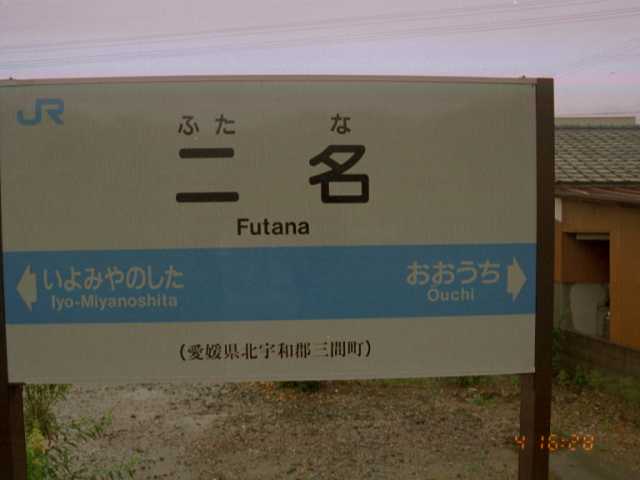 JR
ふた な
二名
Futana
いよみやのした おおうち
Iyo-Miyanoshita Ouchi
(愛媛県北宇和郡三間町)
4 16:28